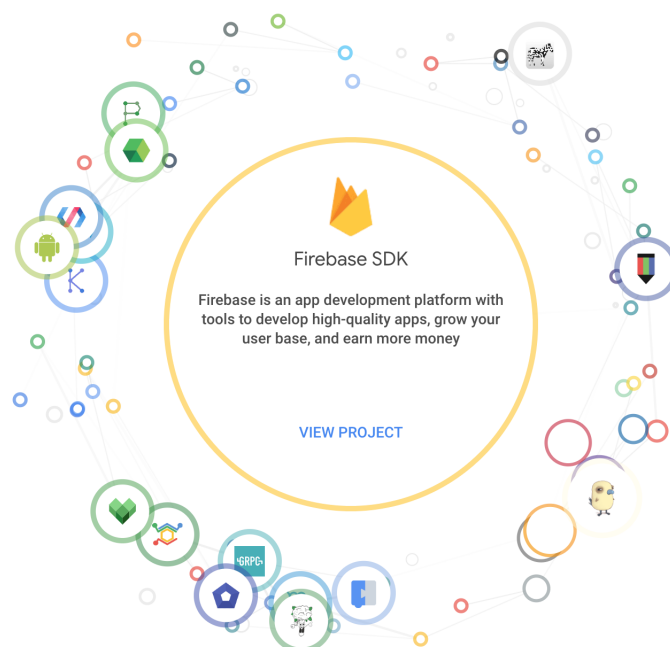 Firebase SDK
Firebase is an app development platform with
tools to develop high-quality apps, grow your
user base, and earn more money
VIEW PROJECT
GRPC